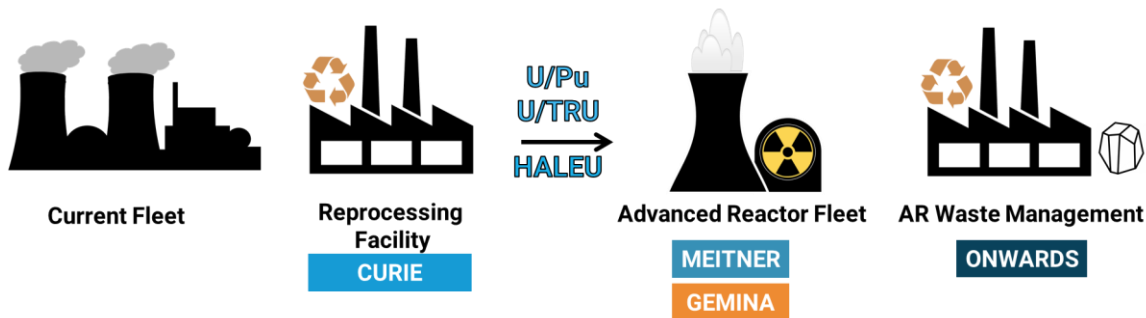 Current Fleet
Reprocessing
Facility
CURIE
U/Pu
U/TRU
HALEU
Advanced Reactor Fleet
MEITNER
GEMINA
AR Waste Management
ONWARDS